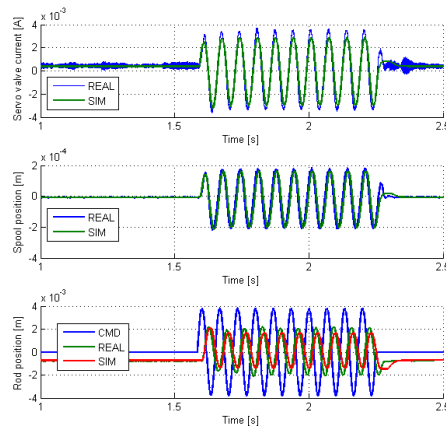 x 10⁻³
4
2
0
-2
-4
Servo valve current [A]
REAL
SIM
1
1.5
2
2.5
Time [s]
x 10⁻⁴
2
0
-2
-4
Spool position [m]
REAL
SIM
1
1.5
2
2.5
Time [s]
x 10⁻³
4
2
0
-2
-4
Rod position [m]
CMD
REAL
SIM
1
1.5
2
2.5
Time [s]